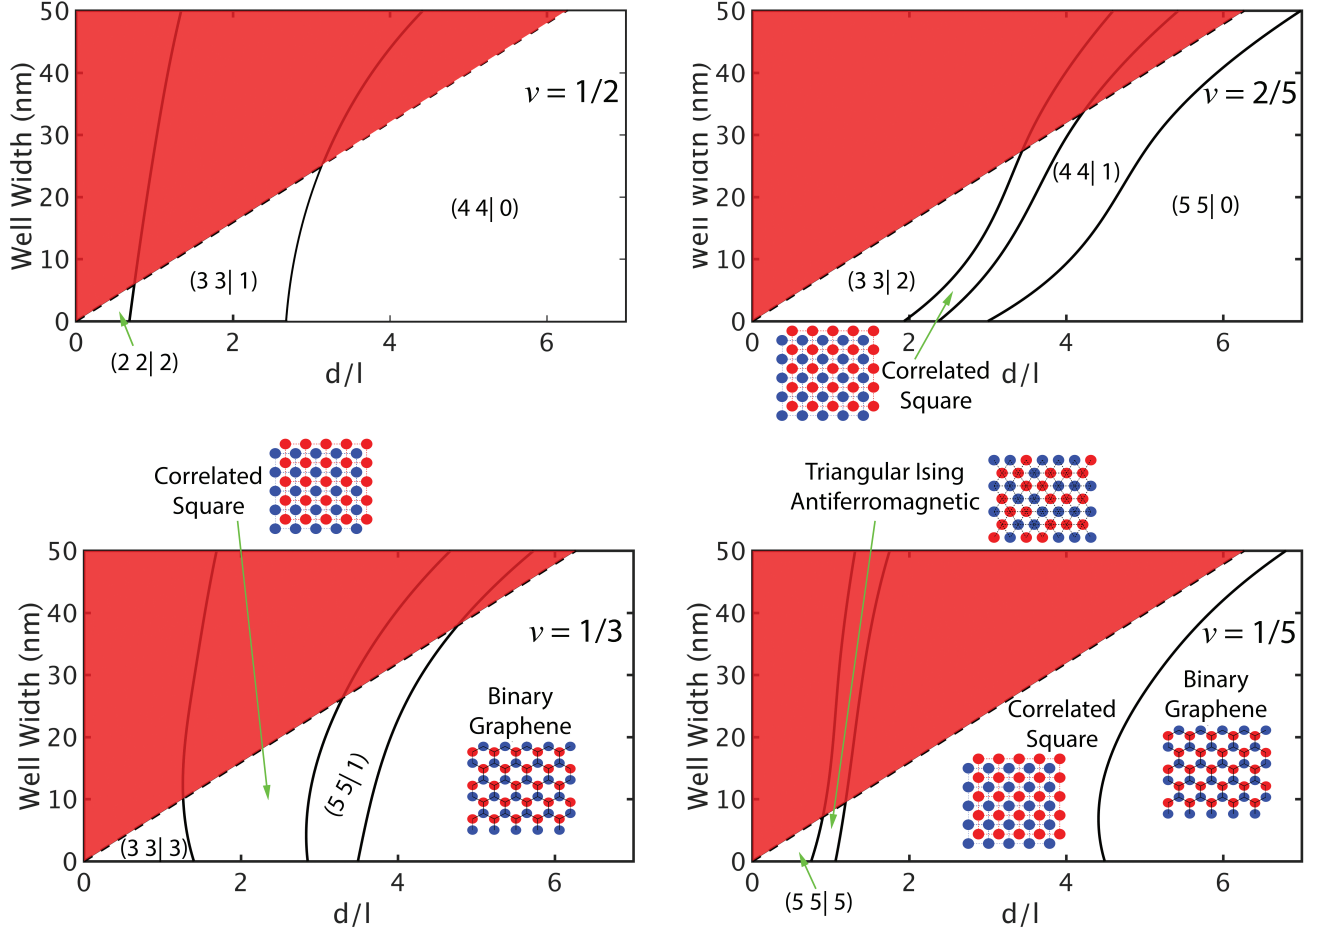 50
40
30
20
10
0
Well Width (nm)
ν = 1/2
(4 4| 0)
(3 3| 1)
(2 2| 2)
0
2
4
6
d/l
50
40
30
20
10
0
Well Width (nm)
ν = 2/5
(4 4| 1)
(5 5| 0)
(3 3| 2)
0
2
4
6
Correlated
Square
d/l
Correlated
Square
50
40
30
20
10
0
Well Width (nm)
ν = 1/3
Binary
Graphene
(5 5| 1)
(3 3| 3)
0
2
4
6
d/l
Triangular Ising
Antiferromagnetic
50
40
30
20
10
0
Well Width (nm)
ν = 1/5
Binary
Graphene
Correlated
Square
0
2
4
6
(5 5| 5)
d/l